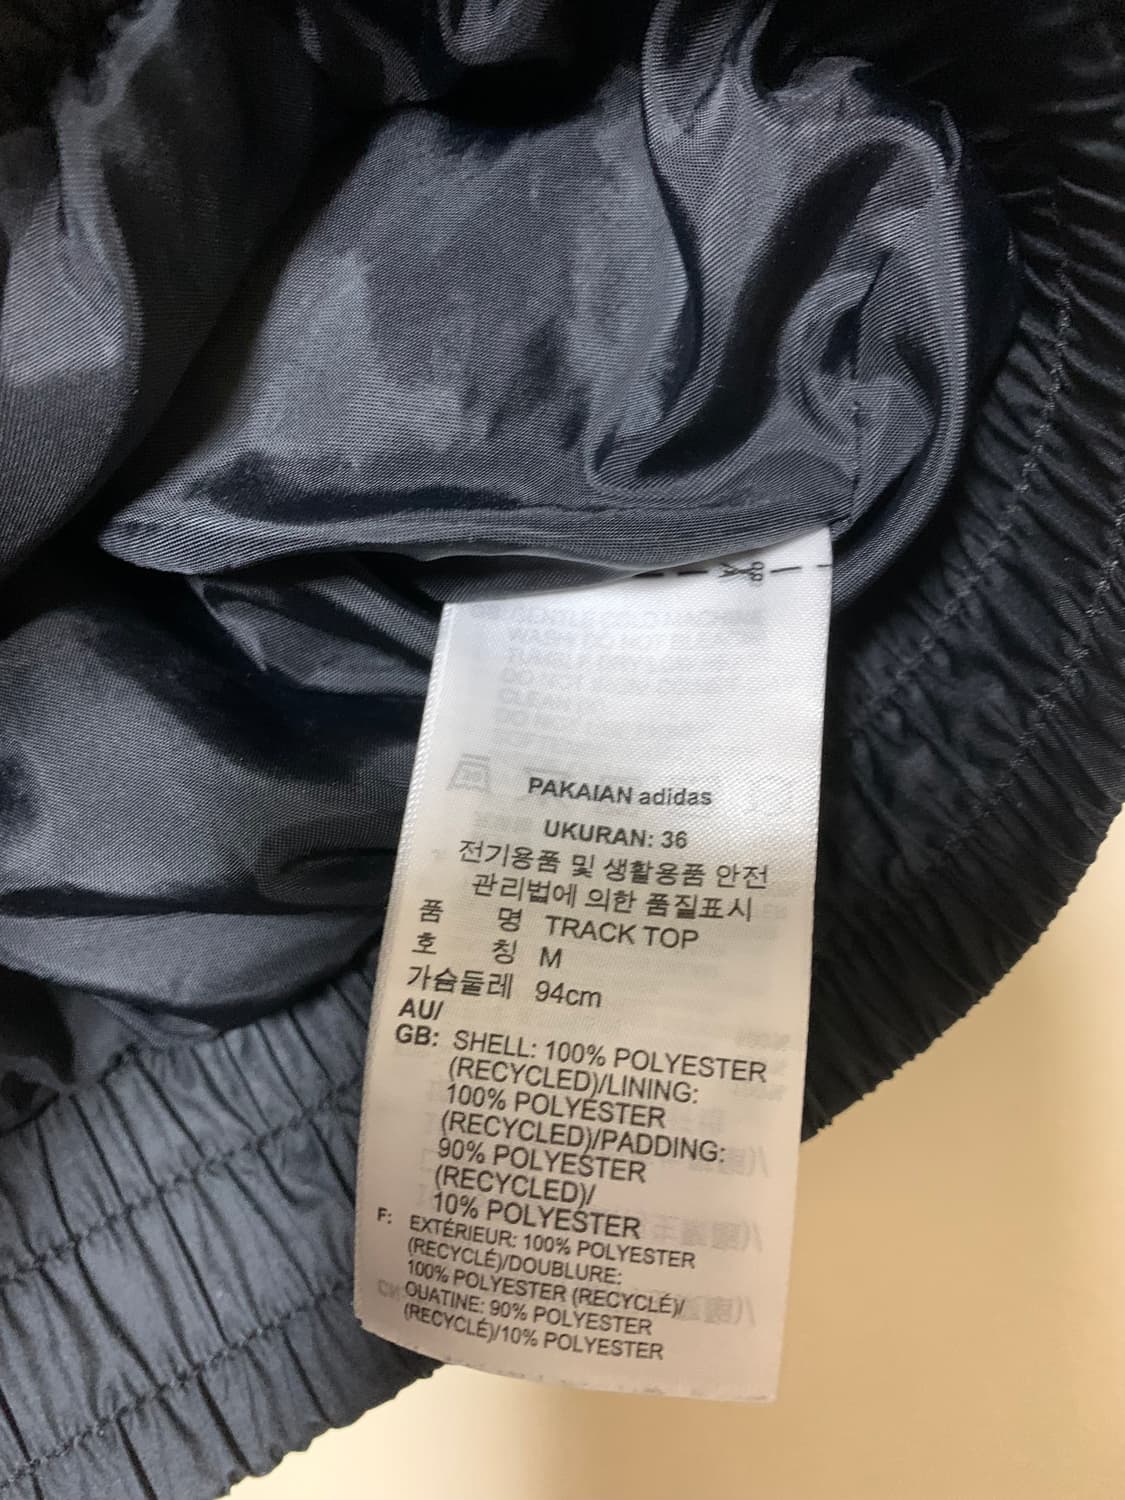 PAKAIAN adidas
UKURAN: 36
전기용품 및 생활용품 안전
관리법에 의한 품질표시
품 명 TRACK TOP
호 칭 M
가슴둘레 94cm
AU/
GB: SHELL: 100% POLYESTER
(RECYCLED)/LINING:
100% POLYESTER
(RECYCLED)/PADDING:
90% POLYESTER
(RECYCLED)/
10% POLYESTER
F: EXTÉRIEUR: 100% POLYESTER
(RECYCLÉ)/DOUBLURE:
100% POLYESTER (RECYCLÉ)/
OUATINE: 90% POLYESTER
(RECYCLÉ)/10% POLYESTER